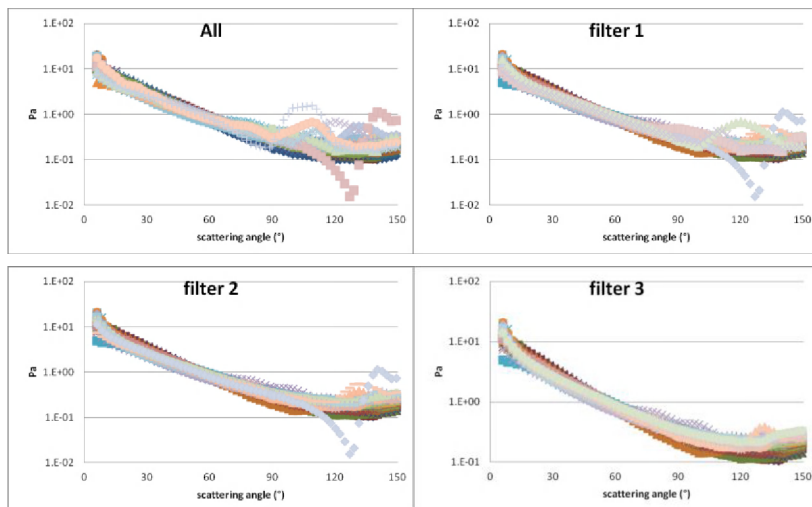 All
1.E+02
1.E+01
1.E+00
1.E-01
1.E-02
Pa
0 30 60 90 120 150
scattering angle (°)
filter 1
1.E+02
1.E+01
1.E+00
1.E-01
1.E-02
Pa
0 30 60 90 120 150
scattering angle (°)
filter 2
1.E+02
1.E+01
1.E+00
1.E-01
1.E-02
Pa
0 30 60 90 120 150
scattering angle (°)
filter 3
1.E+02
1.E+01
1.E+00
1.E-01
Pa
0 30 60 90 120 150
scattering angle (°)